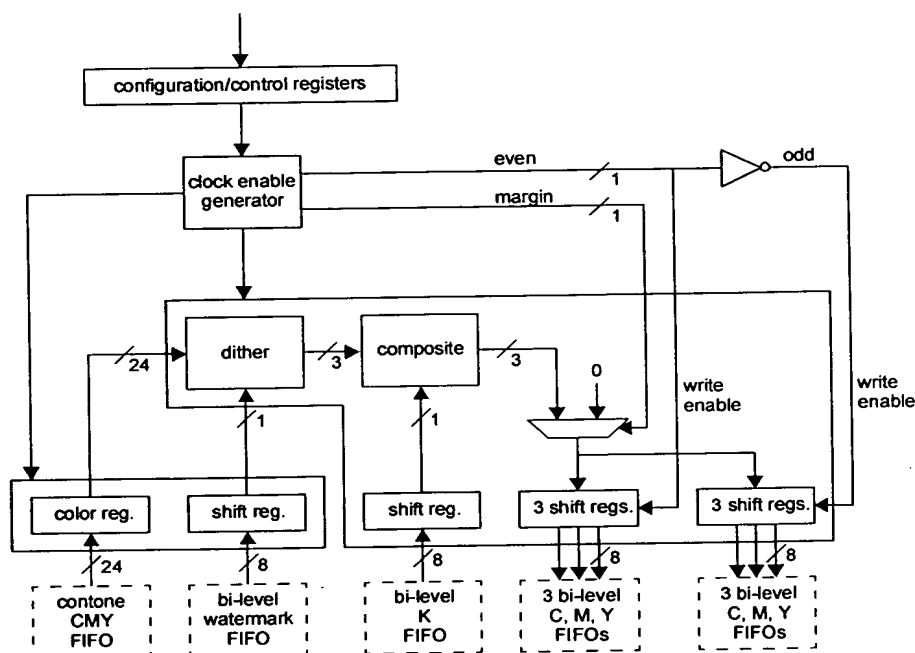 configuration/control registers
clock enable
generator
even
1
odd
margin
1
dither
composite
24
3
3
0
1
1
write
enable
write
enable
color reg.
shift reg.
shift reg.
3 shift regs.
3 shift regs.
24
8
8
8
8
contone
CMY
FIFO
bi-level
watermark
FIFO
bi-level
K
FIFO
3 bi-level
C, M, Y
FIFOs
3 bi-level
C, M, Y
FIFOs